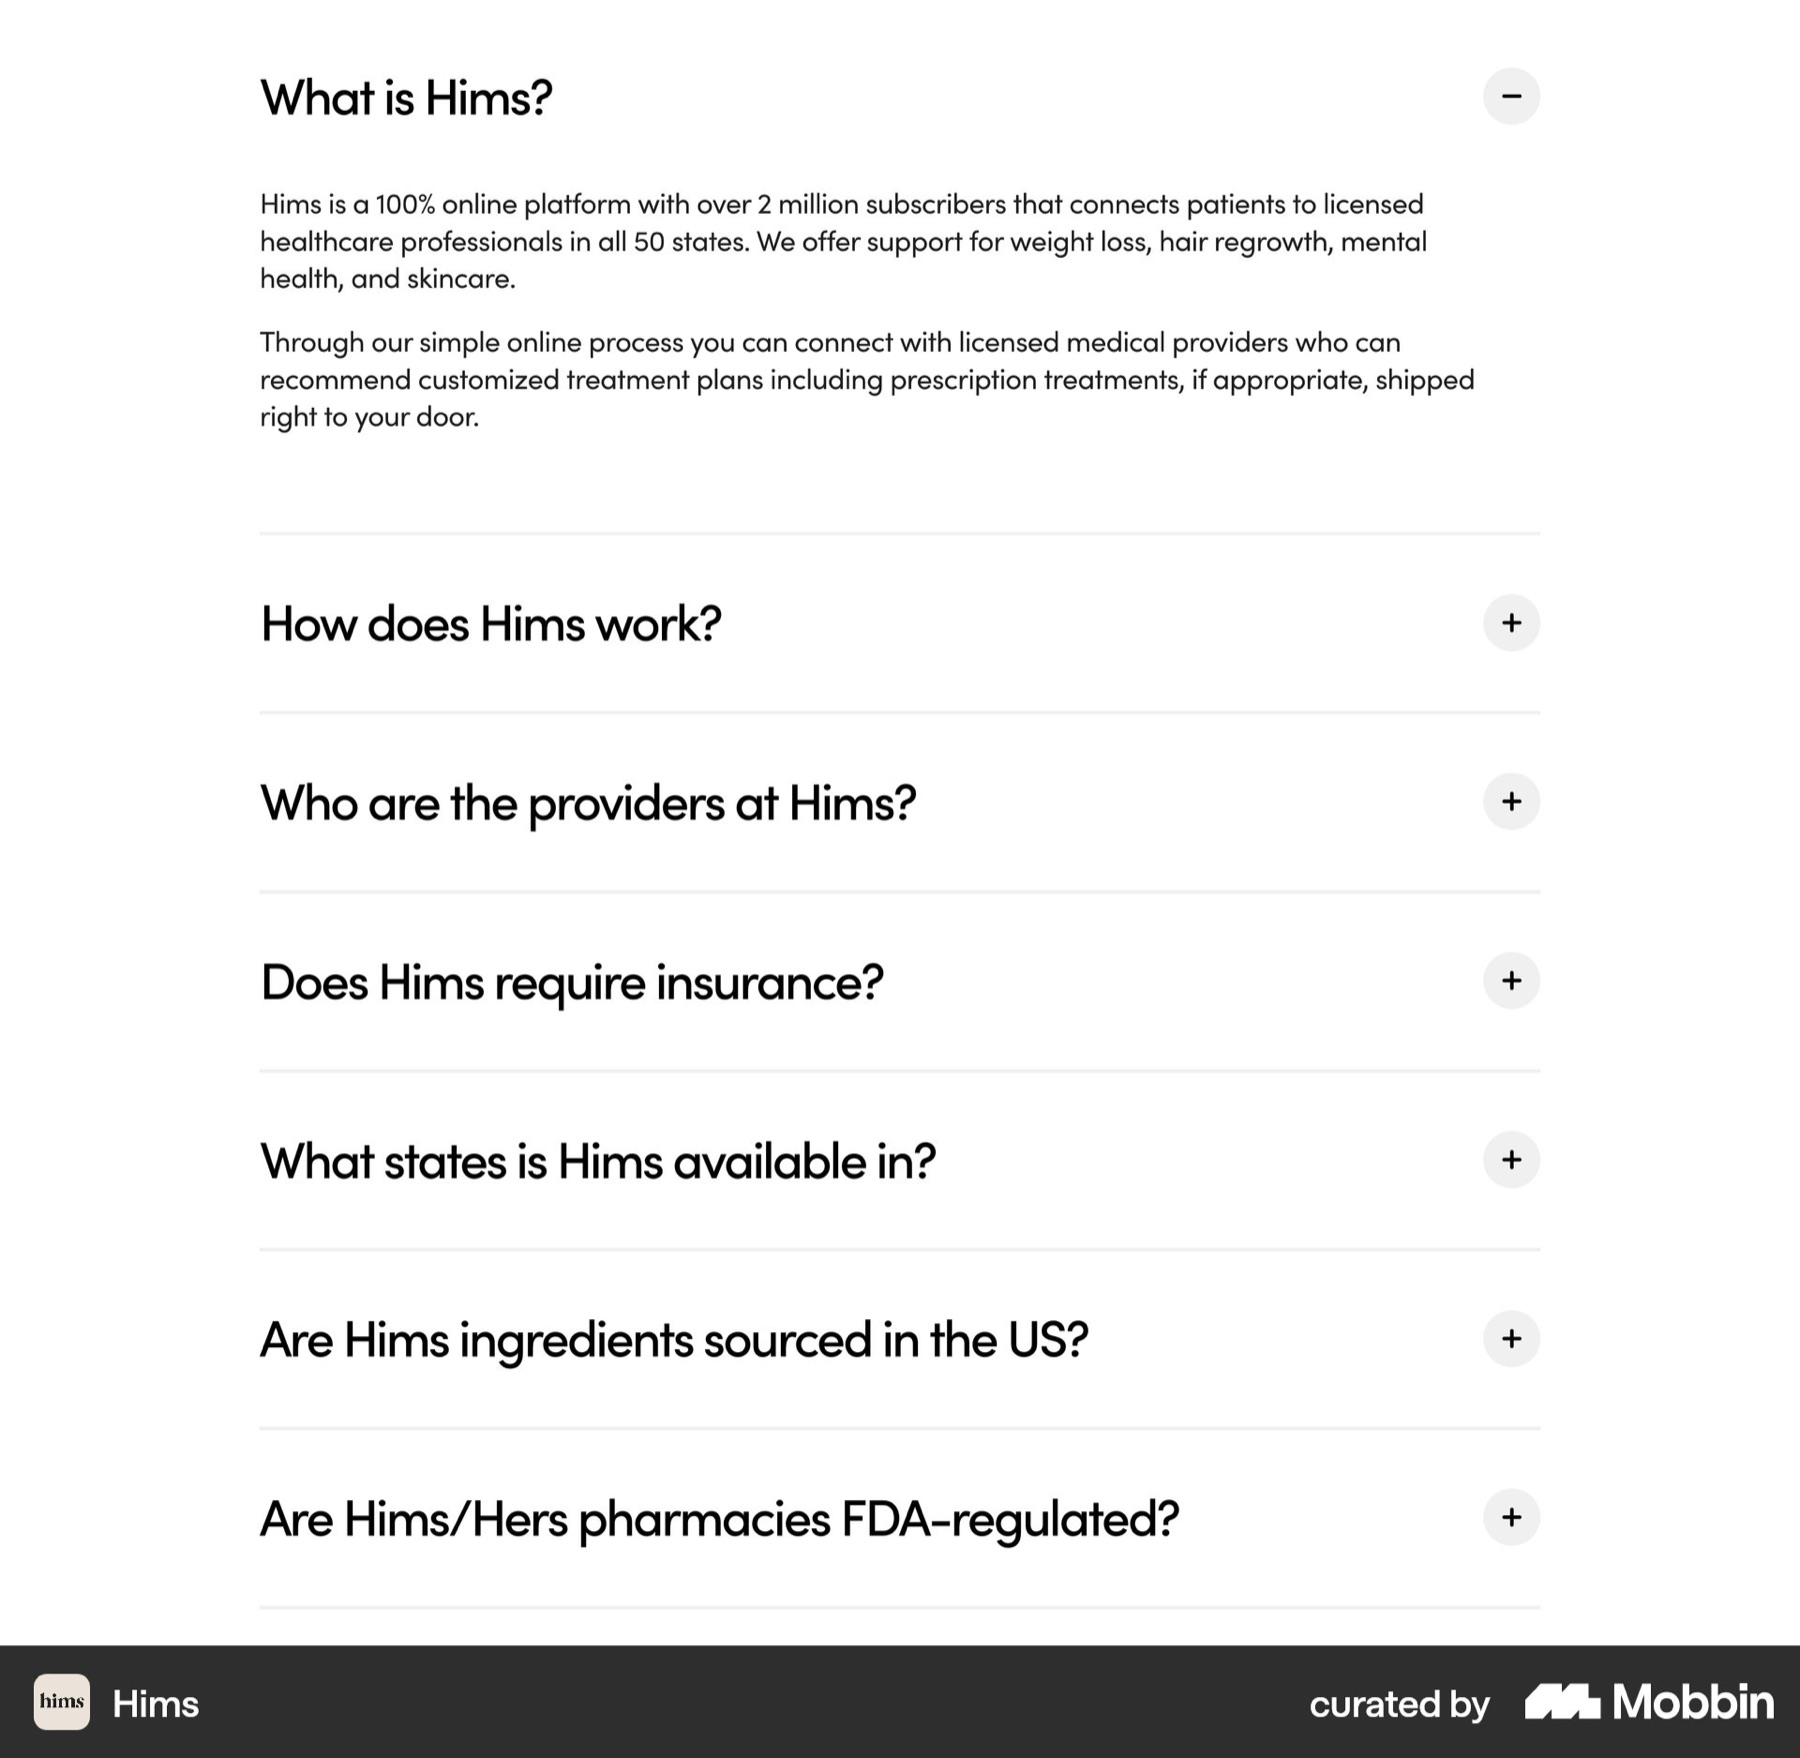 What is Hims?
Hims is a 100% online platform with over 2 million subscribers that connects patients to licensed
healthcare professionals in all 50 states. We offer support for weight loss, hair regrowth, mental
health, and skincare.
Through our simple online process you can connect with licensed medical providers who can
recommend customized treatment plans including prescription treatments, if appropriate, shipped
right to your door.
How does Hims work?
Who are the providers at Hims?
Does Hims require insurance?
What states is Hims available in?
Are Hims ingredients sourced in the US?
Are Hims/Hers pharmacies FDA-regulated?
hims Hims curated by Mobbin